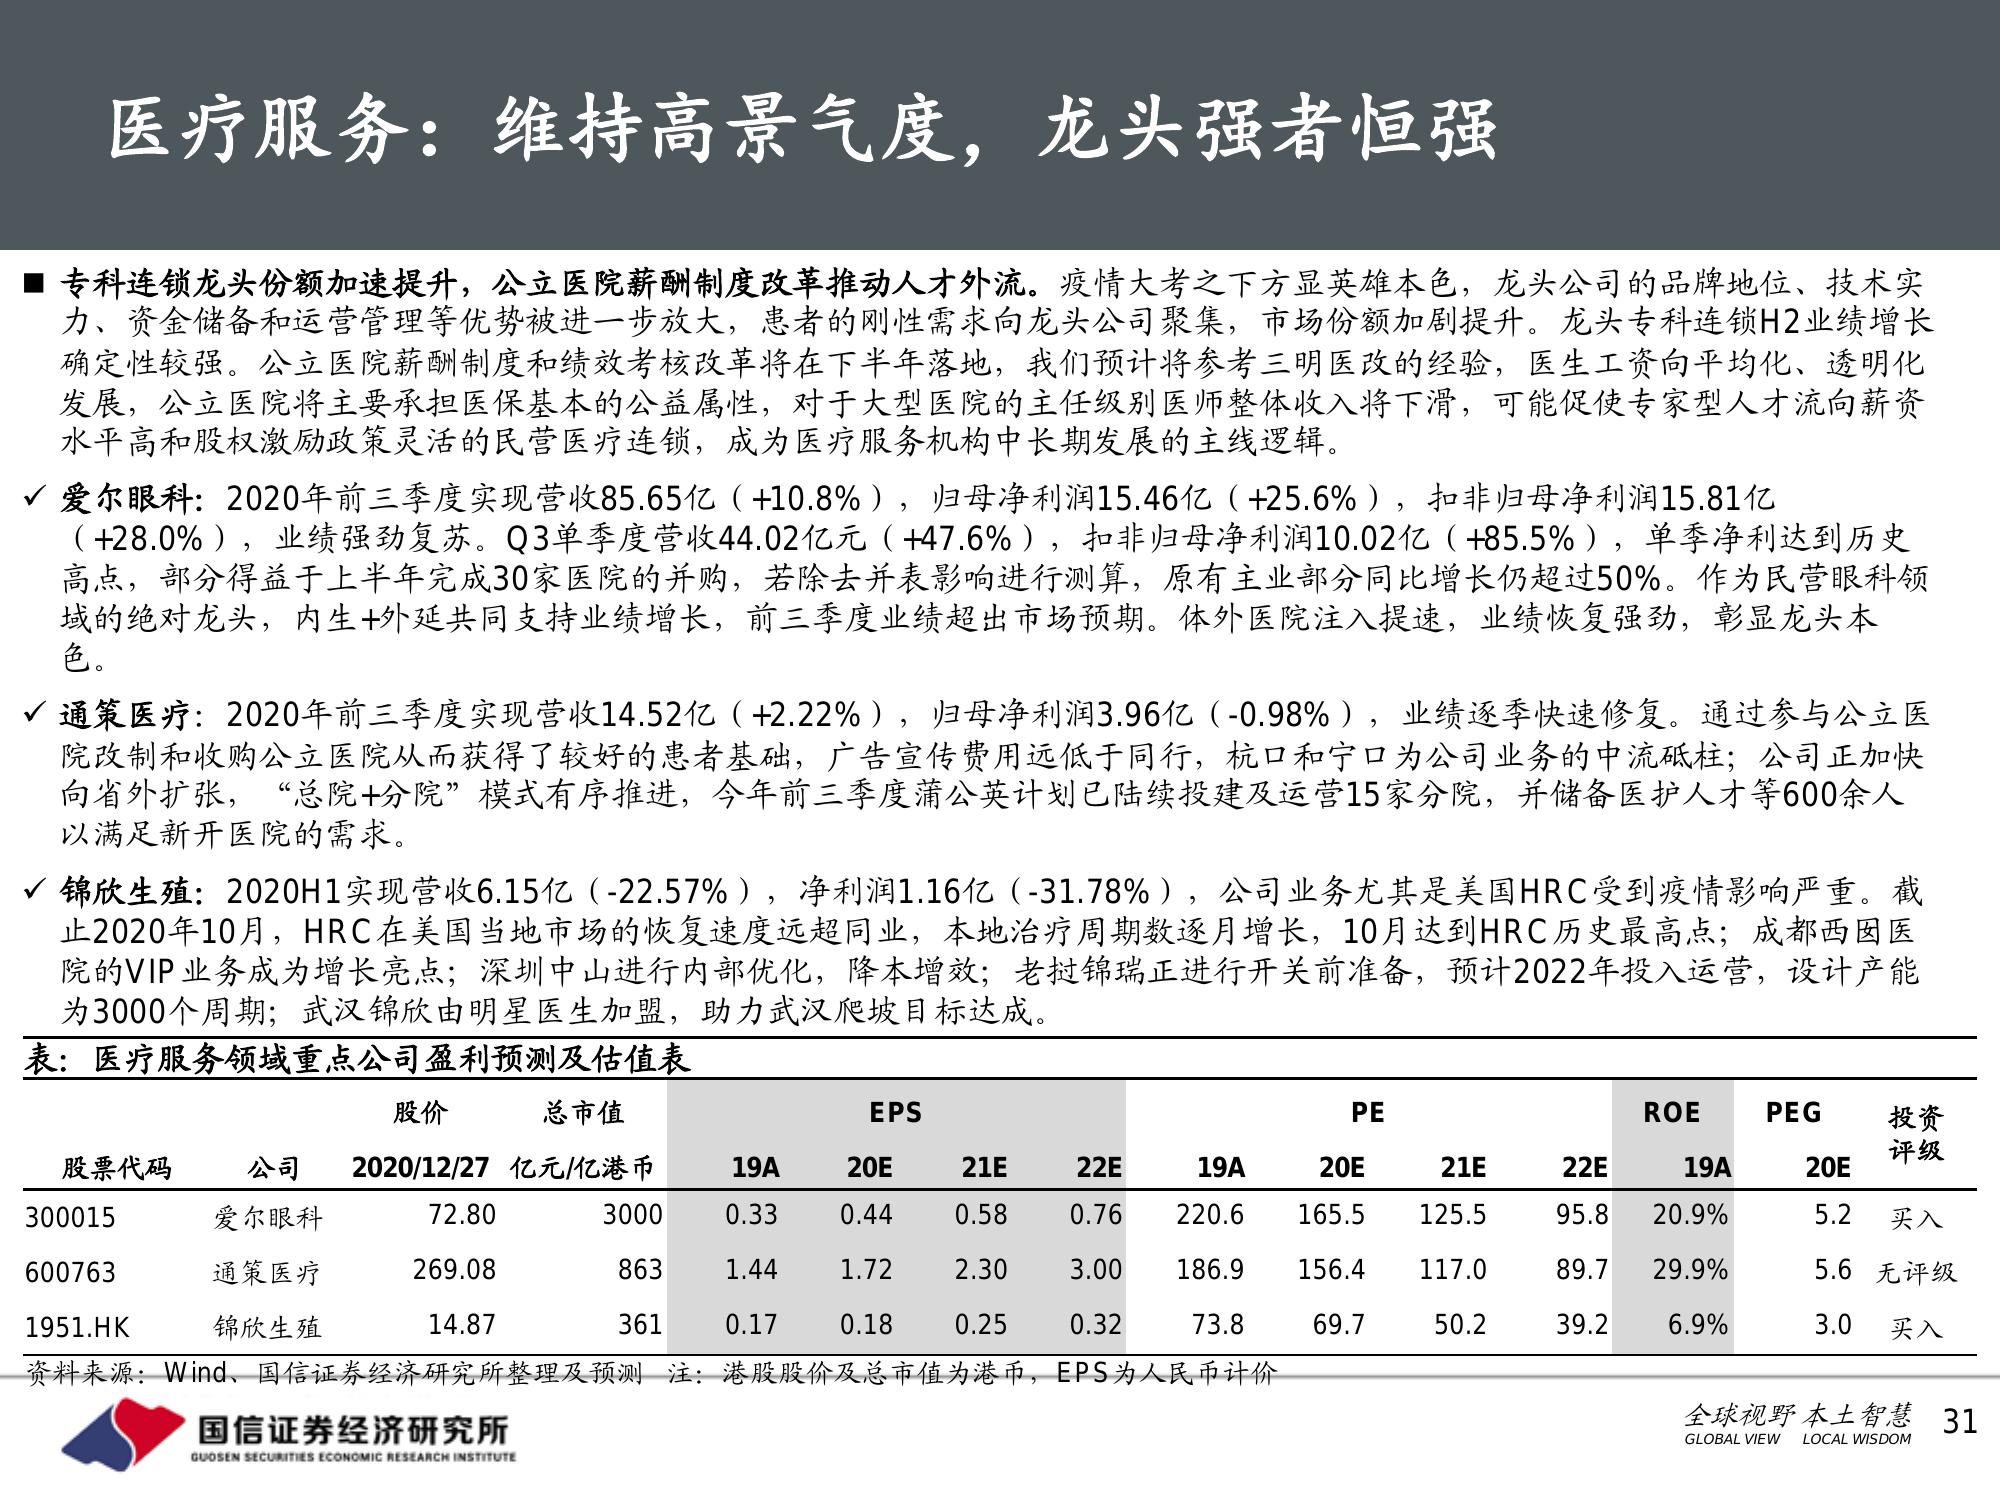 医疗服务：维持高景气度，龙头强者恒强
■ 专科连锁龙头份额加速提升，公立医院薪酬制度改革推动人才外流。疫情大考之下方显英雄本色，龙头公司的品牌地位、技术实
力、资金储备和运营管理等优势被进一步放大，患者的刚性需求向龙头公司聚集，市场份额加剧提升。龙头专科连锁H2业绩增长
确定性较强。公立医院薪酬制度和绩效考核改革将在下半年落地，我们预计将参考三明医改的经验，医生工资向平均化、透明化
发展，公立医院将主要承担医保基本的公益属性，对于大型医院的主任级别医师整体收入将下滑，可能促使专家型人才流向薪资
水平高和股权激励政策灵活的民营医疗连锁，成为医疗服务机构中长期发展的主线逻辑。
✓ 爱尔眼科：2020年前三季度实现营收85.65亿（+10.8%），归母净利润15.46亿（+25.6%），扣非归母净利润15.81亿
（+28.0%），业绩强劲复苏。Q3单季度营收44.02亿元（+47.6%），扣非归母净利润10.02亿（+85.5%），单季净利达到历史
高点，部分得益于上半年完成30家医院的并购，若除去并表影响进行测算，原有主业部分同比增长仍超过50%。作为民营眼科领
域的绝对龙头，内生+外延共同支持业绩增长，前三季度业绩超出市场预期。体外医院注入提速，业绩恢复强劲，彰显龙头本
色。
✓ 通策医疗：2020年前三季度实现营收14.52亿（+2.22%），归母净利润3.96亿（-0.98%），业绩逐季快速修复。通过参与公立医
院改制和收购公立医院从而获得了较好的患者基础，广告宣传费用远低于同行，杭口和宁口为公司业务的中流砥柱；公司正加快
向省外扩张，“总院+分院”模式有序推进，今年前三季度蒲公英计划已陆续投建及运营15家分院，并储备医护人才等600余人
以满足新开医院的需求。
✓ 锦欣生殖：2020H1实现营收6.15亿（-22.57%），净利润1.16亿（-31.78%），公司业务尤其是美国HRC受到疫情影响严重。截
止2020年10月，HRC在美国当地市场的恢复速度远超同业，本地治疗周期数逐月增长，10月达到HRC历史最高点；成都西囡医
院的VIP业务成为增长亮点；深圳中山进行内部优化，降本增效；老挝锦瑞正进行开关前准备，预计2022年投入运营，设计产能
为3000个周期；武汉锦欣由明星医生加盟，助力武汉爬坡目标达成。
表：医疗服务领域重点公司盈利预测及估值表
股价 总市值 EPS PE ROE PEG 投资
评级
股票代码 公司 2020/12/27 亿元/亿港币 19A 20E 21E 22E 19A 20E 21E 22E 19A 20E
300015 爱尔眼科 72.80 3000 0.33 0.44 0.58 0.76 220.6 165.5 125.5 95.8 20.9% 5.2 买入
600763 通策医疗 269.08 863 1.44 1.72 2.30 3.00 186.9 156.4 117.0 89.7 29.9% 5.6 无评级
1951.HK 锦欣生殖 14.87 361 0.17 0.18 0.25 0.32 73.8 69.7 50.2 39.2 6.9% 3.0 买入
资料来源：Wind、国信证券经济研究所整理及预测 注：港股股价及总市值为港币，EPS为人民币计价
国信证券经济研究所
GUOSEN SECURITIES ECONOMIC RESEARCH INSTITUTE
全球视野 本土智慧
GLOBAL VIEW LOCAL WISDOM
31